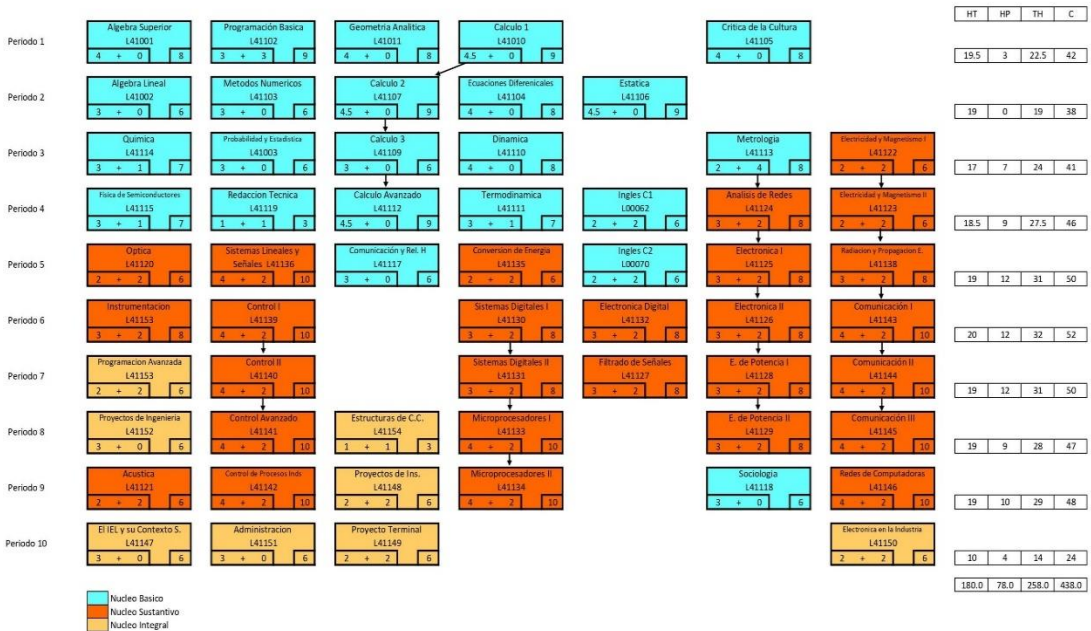 HT HP TH C
Periodo 1
Algebra Superior
L41001
4 + 0 8
Programación Basica
L41102
3 + 3 9
Geometria Analitica
L41011
4 + 0 8
Calculo 1
L41010
4.5 + 0 9
Critica de la Cultura
L41105
4 + 0 8
19.5 3 22.5 42
Periodo 2
Algebra Lineal
L41002
3 + 0 6
Metodos Numericos
L41103
3 + 0 6
Calculo 2
L41107
4.5 + 0 9
Ecuaciones Diferenicales
L41104
4 + 0 8
Estatica
L41106
4.5 + 0 9
19 0 19 38
Periodo 3
Quimica
L41114
3 + 1 7
Probabilidad y Estadistica
L41003
3 + 0 6
Calculo 3
L41109
3 + 0 6
Dinamica
L41110
4 + 0 8
Metrologia
L41113
2 + 4 8
Electricidad y Magnetismo I
L41122
2 + 2 6
17 7 24 41
Periodo 4
Fisica de Semiconductores
L41115
3 + 1 7
Redaccion Tecnica
L41119
1 + 1 3
Calculo Avanzado
L41112
4.5 + 0 9
Termodinamica
L41111
3 + 1 7
Ingles C1
L00062
2 + 2 6
Analisis de Redes
L41124
3 + 2 8
Electricidad y Magnetismo II
L41123
2 + 2 6
18.5 9 27.5 46
Periodo 5
Optica
L41120
2 + 2 6
Sistemas Lineales y
Señales L41136
4 + 2 10
Comunicación y Rel. H
L41117
3 + 0 6
Conversion de Energia
L41135
2 + 2 6
Ingles C2
L00070
2 + 2 6
Electronica I
L41125
3 + 2 8
Radiacion y Propagacion E.
L41138
3 + 2 8
19 12 31 50
Periodo 6
Instrumentacion
L41153
3 + 2 8
Control I
L41139
4 + 2 10
Sistemas Digitales I
L41130
3 + 2 8
Electronica Digital
L41132
3 + 2 8
Electronica II
L41126
3 + 2 8
Comunicación I
L41143
4 + 2 10
20 12 32 52
Periodo 7
Programacion Avanzada
L41153
2 + 2 6
Control II
L41140
4 + 2 10
Sistemas Digitales II
L41131
3 + 2 8
Filtrado de Señales
L41127
3 + 2 8
E. de Potencia I
L41128
3 + 2 8
Comunicación II
L41144
4 + 2 10
19 12 31 50
Periodo 8
Proyectos de Ingenieria
L41152
3 + 0 6
Control Avanzado
L41141
4 + 2 10
Estructuras de C.C.
L41154
1 + 1 3
Microprocesadores I
L41133
4 + 2 10
E. de Potencia II
L41129
3 + 2 8
Comunicación III
L41145
4 + 2 10
19 9 28 47
Periodo 9
Acustica
L41121
2 + 2 6
Control de Procesos Inds
L41142
4 + 2 10
Proyectos de Ins.
L41148
2 + 2 6
Microprocesadores II
L41134
4 + 2 10
Sociologia
L41118
3 + 0 6
Redes de Computadoras
L41146
4 + 2 10
19 10 29 48
Periodo 10
El IEL y su Contexto S.
L41147
3 + 0 6
Administracion
L41151
3 + 0 6
Proyecto Terminal
L41149
2 + 2 6
Electronica en la Industria
L41150
2 + 2 6
10 4 14 24
180.0 78.0 258.0 438.0
Nucleo Basico
Nucleo Sustantivo
Nucleo Integral